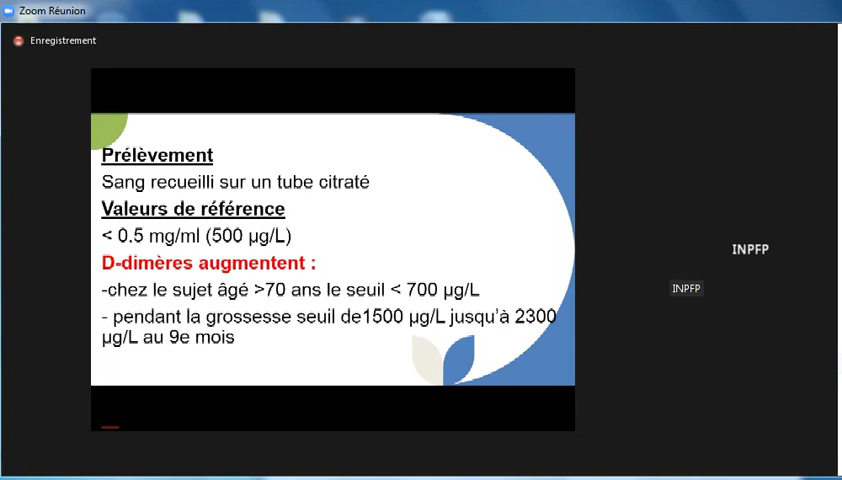 Zoom Réunion
Enregistrement
Prélèvement
Sang recueilli sur un tube citraté
Valeurs de référence
< 0.5 mg/ml (500 µg/L)
D-dimères augmentent :
-chez le sujet âgé >70 ans le seuil < 700 µg/L
- pendant la grossesse seuil de1500 µg/L jusqu'à 2300
µg/L au 9e mois
INPFP
INPFP